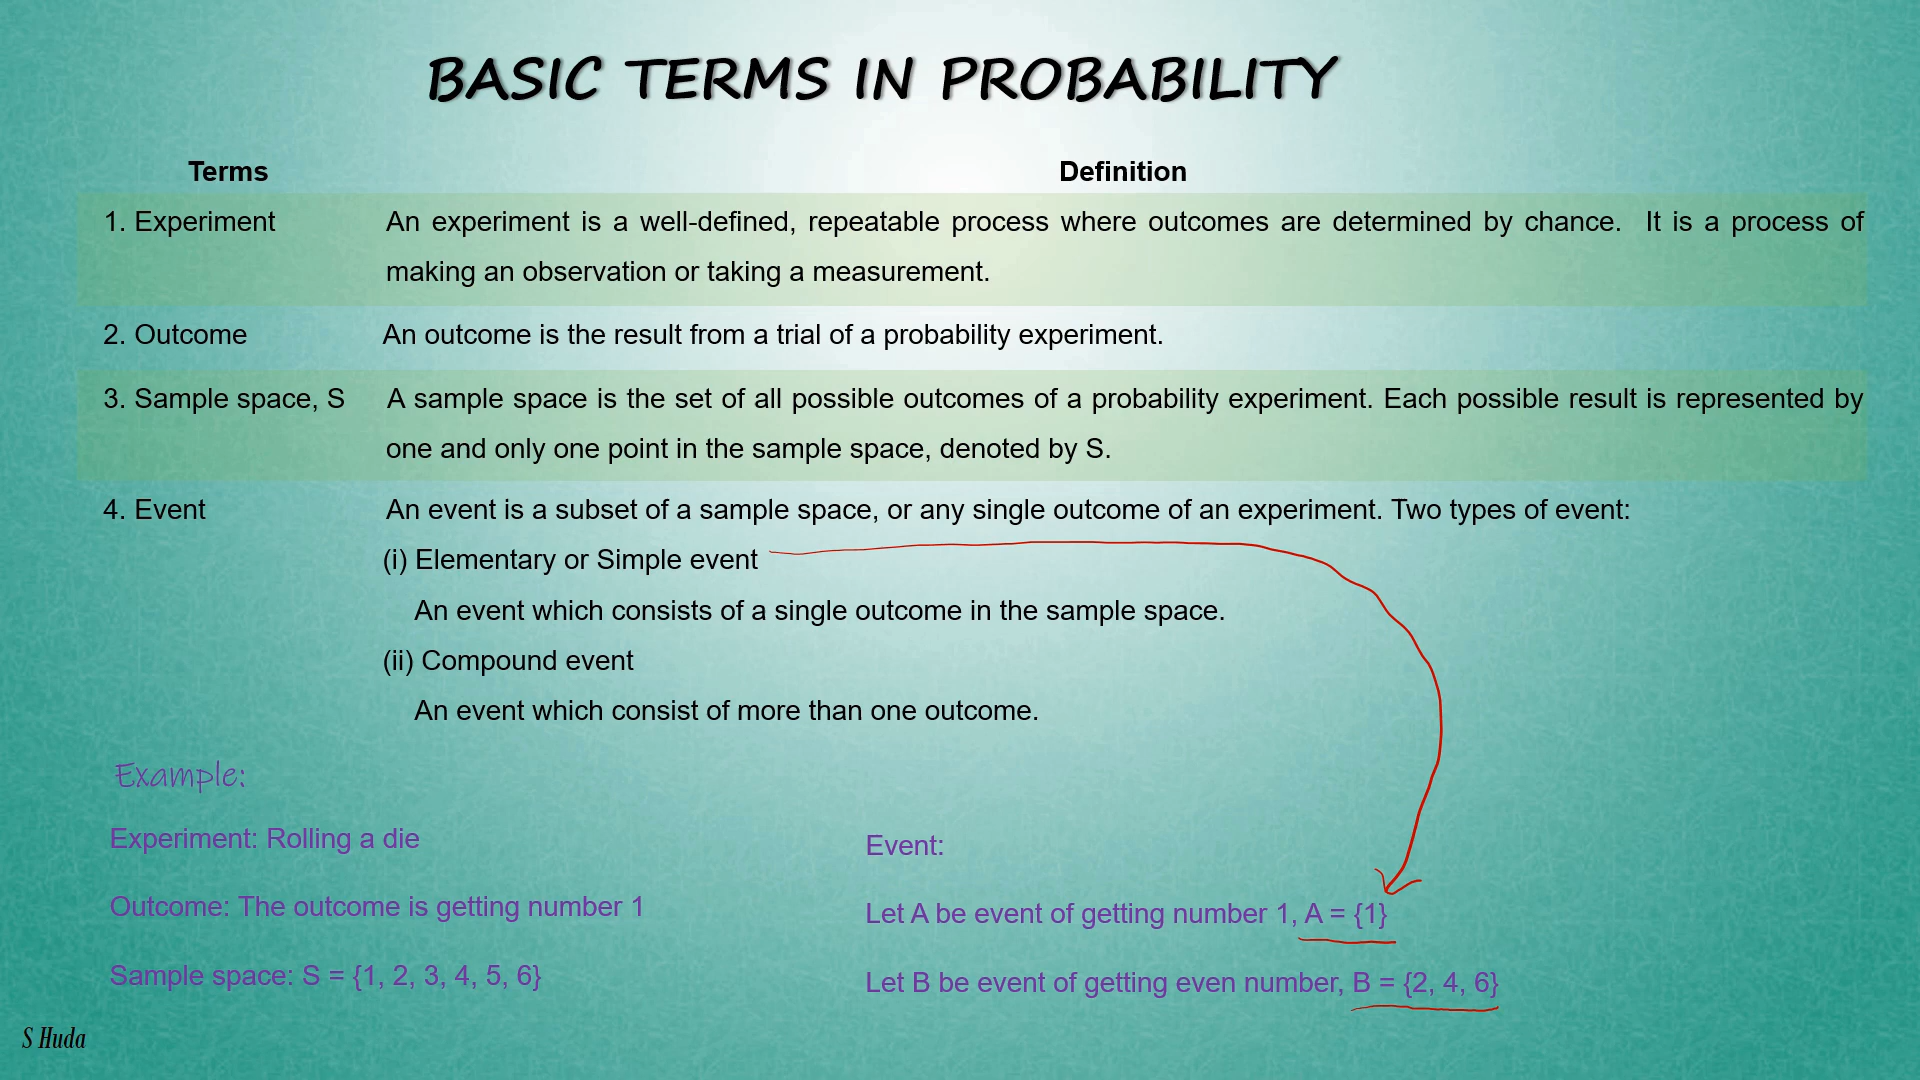 BASIC TERMS IN PROBABILITY
Terms Definition
1. Experiment An experiment is a well-defined, repeatable process where outcomes are determined by chance. It is a process of
making an observation or taking a measurement.
2. Outcome An outcome is the result from a trial of a probability experiment.
3. Sample space, S A sample space is the set of all possible outcomes of a probability experiment. Each possible result is represented by
one and only one point in the sample space, denoted by S.
4. Event An event is a subset of a sample space, or any single outcome of an experiment. Two types of event:
(i) Elementary or Simple event
An event which consists of a single outcome in the sample space.
(ii) Compound event
An event which consist of more than one outcome.
Example:
Experiment: Rolling a die
Outcome: The outcome is getting number 1
Sample space: S = {1, 2, 3, 4, 5, 6}
Event:
Let A be event of getting number 1, A = {1}
Let B be event of getting even number, B = {2, 4, 6}
S Huda